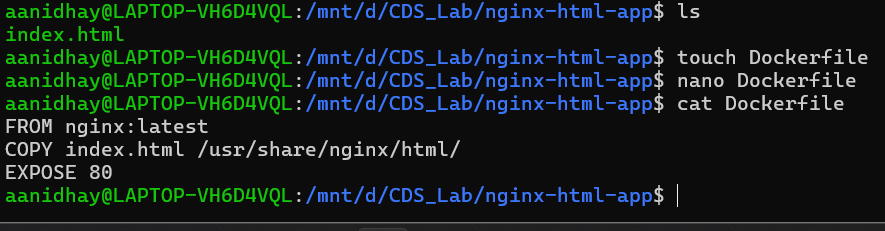 aanidhay@LAPTOP-VH6D4VQL:/mnt/d/CDS_Lab/nginx-html-app$ ls
index.html
aanidhay@LAPTOP-VH6D4VQL:/mnt/d/CDS_Lab/nginx-html-app$ touch Dockerfile
aanidhay@LAPTOP-VH6D4VQL:/mnt/d/CDS_Lab/nginx-html-app$ nano Dockerfile
aanidhay@LAPTOP-VH6D4VQL:/mnt/d/CDS_Lab/nginx-html-app$ cat Dockerfile
FROM nginx:latest
COPY index.html /usr/share/nginx/html/
EXPOSE 80
aanidhay@LAPTOP-VH6D4VQL:/mnt/d/CDS_Lab/nginx-html-app$